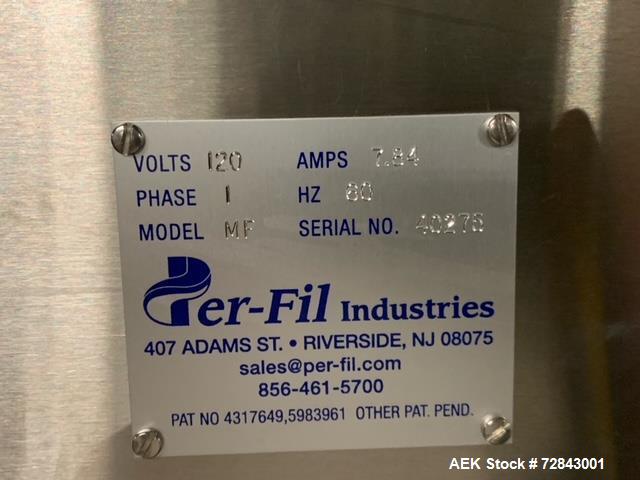 VOLTS 120 AMPS 7.84
PHASE 1 HZ 60
MODEL MF SERIAL NO.
Per-Fil Industries
407 ADAMS ST. • RIVERSIDE, NJ 08075
sales@per-fil.com
856-461-5700
PAT NO 4317649,5983961 OTHER PAT. PEND.
AEK Stock # 72843001